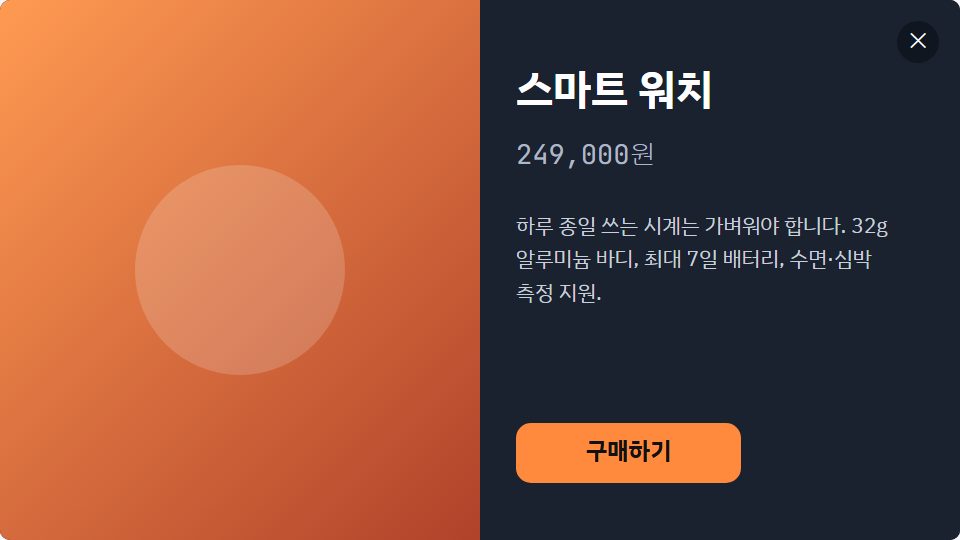 스마트 워치
249,000원
하루 종일 쓰는 시계는 가벼워야 합니다. 32g
알루미늄 바디, 최대 7일 배터리, 수면·심박
측정 지원.
구매하기